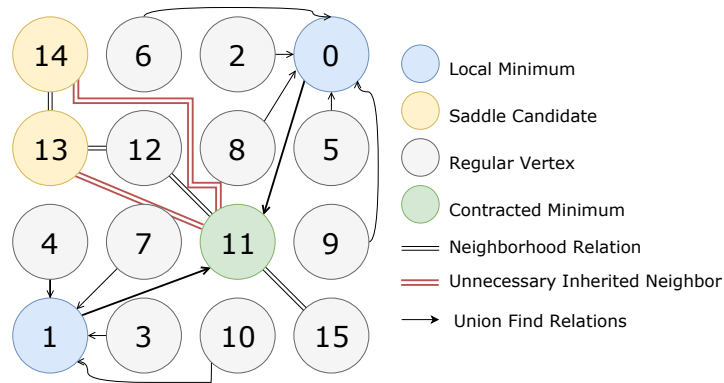 14 6 2 0
13 12 8 5
4 7 11 9
1 3 10 15
Local Minimum
Saddle Candidate
Regular Vertex
Contracted Minimum
Neighborhood Relation
Unnecessary Inherited Neighbor
Union Find Relations